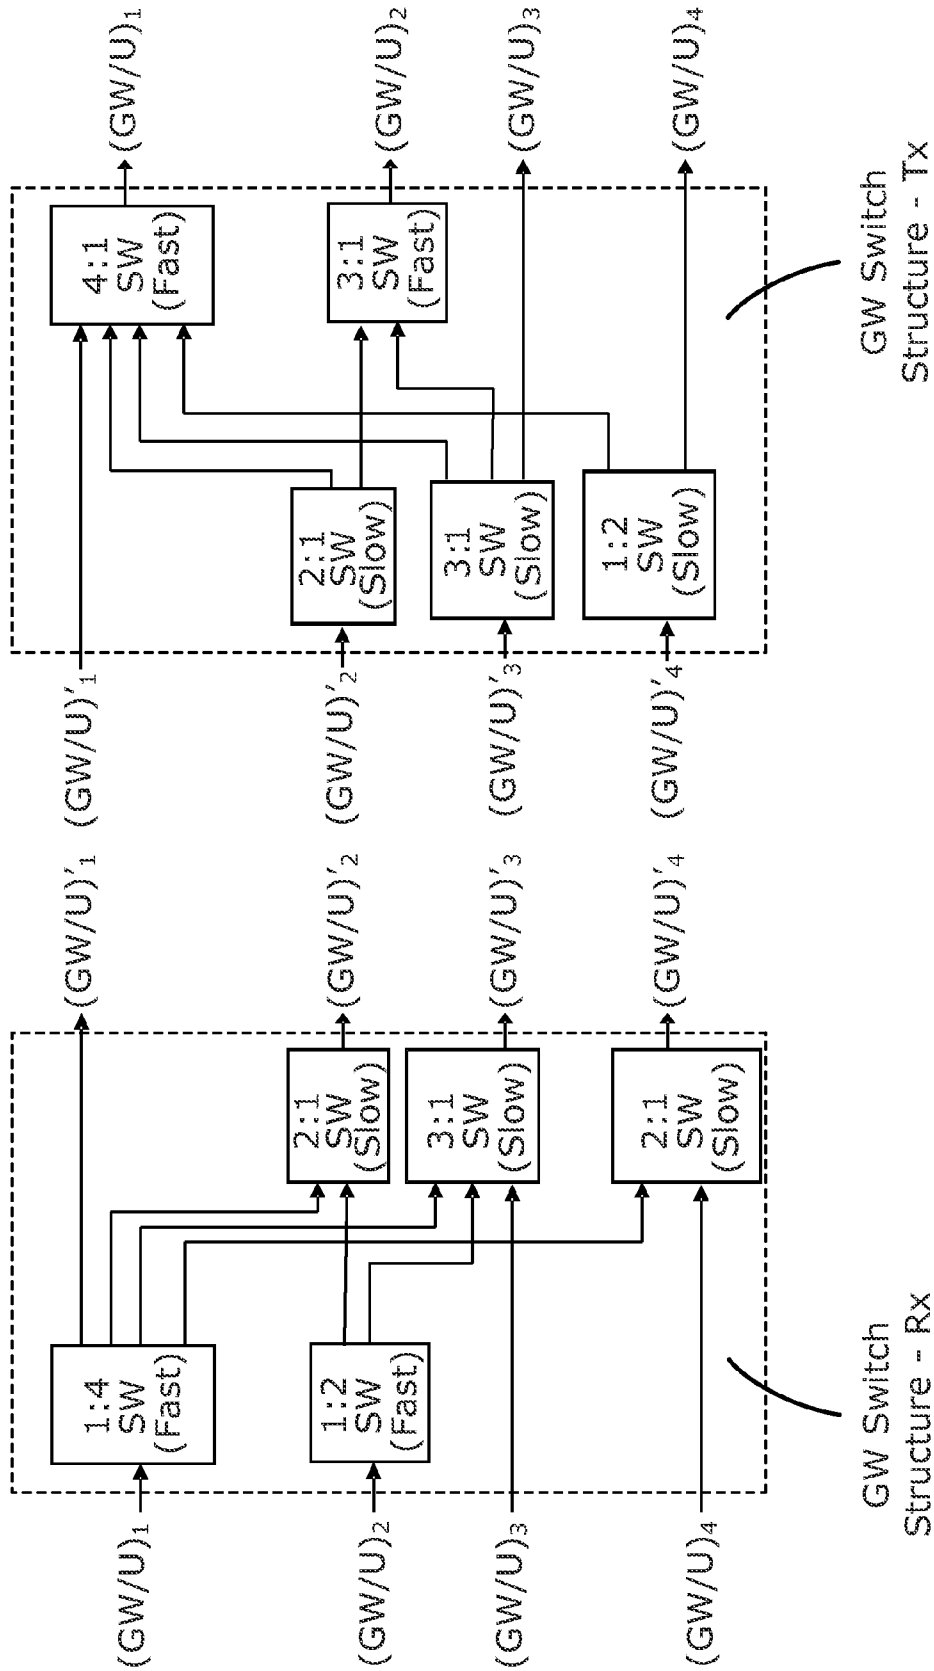 (GW/U)1
1:4
SW
(Fast)
(GW/U)'1
(GW/U)2
1:2
SW
(Fast)
2:1
SW
(Slow)
(GW/U)'2
(GW/U)3
3:1
SW
(Slow)
(GW/U)'3
(GW/U)4
2:1
SW
(Slow)
(GW/U)'4
GW Switch
Structure - Rx
(GW/U)'1
4:1
SW
(Fast)
(GW/U)1
(GW/U)'2
2:1
SW
(Slow)
3:1
SW
(Fast)
(GW/U)2
(GW/U)'3
3:1
SW
(Slow)
(GW/U)3
(GW/U)'4
1:2
SW
(Slow)
(GW/U)4
GW Switch
Structure - Tx